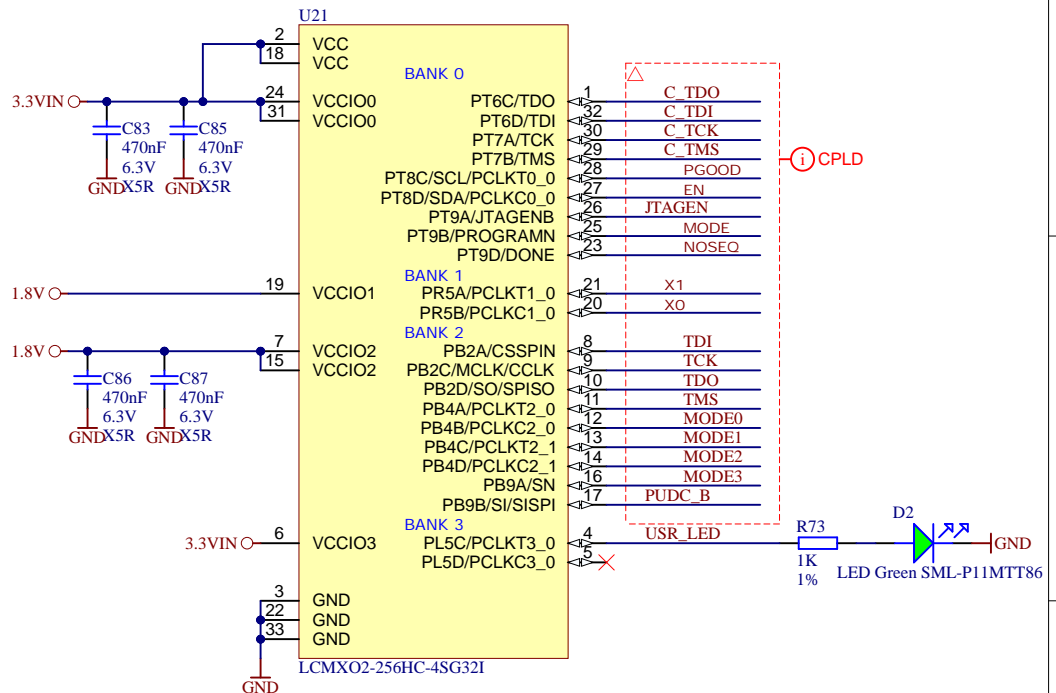 U21
2 VCC
18 VCC
BANK 0
3.3VIN 24 VCCIO0 PT6C/TDO 1 C_TDO
31 VCCIO0 PT6D/TDI 32 C_TDI
PT7A/TCK 30 C_TCK
PT7B/TMS 29 C_TMS
CPLD
PT8C/SCL/PCLKT0_0 28 PGOOD
PT8D/SDA/PCLKC0_0 27 EN
PT9A/JTAGENB 26 JTAGEN
PT9B/PROGRAMN 25 MODE
PT9D/DONE 23 NOSEQ
C83 C85
470nF 470nF
6.3V 6.3V
X5R X5R
GND GND
BANK 1
1.8V 19 VCCIO1 PR5A/PCLKT1_0 21 X1
PR5B/PCLKC1_0 20 X0
BANK 2
1.8V 7 VCCIO2 PB2A/CSSPIN 8 TDI
15 VCCIO2 PB2C/MCLK/CCLK 9 TCK
PB2D/SO/SPISO 10 TDO
PB4A/PCLKT2_0 11 TMS
PB4B/PCLKC2_0 12 MODE0
PB4C/PCLKT2_1 13 MODE1
PB4D/PCLKC2_1 14 MODE2
PB9A/SN 16 MODE3
PB9B/SI/SISPI 17 PUDC_B
C86 C87
470nF 470nF
6.3V 6.3V
X5R X5R
GND GND
BANK 3
3.3VIN 6 VCCIO3 PL5C/PCLKT3_0 4 USR_LED R73 D2 GND
PL5D/PCLKC3_0 5
1K LED Green SML-P11MTT86
1%
3 GND
22 GND
33 GND
LCMXO2-256HC-4SG32I
GND